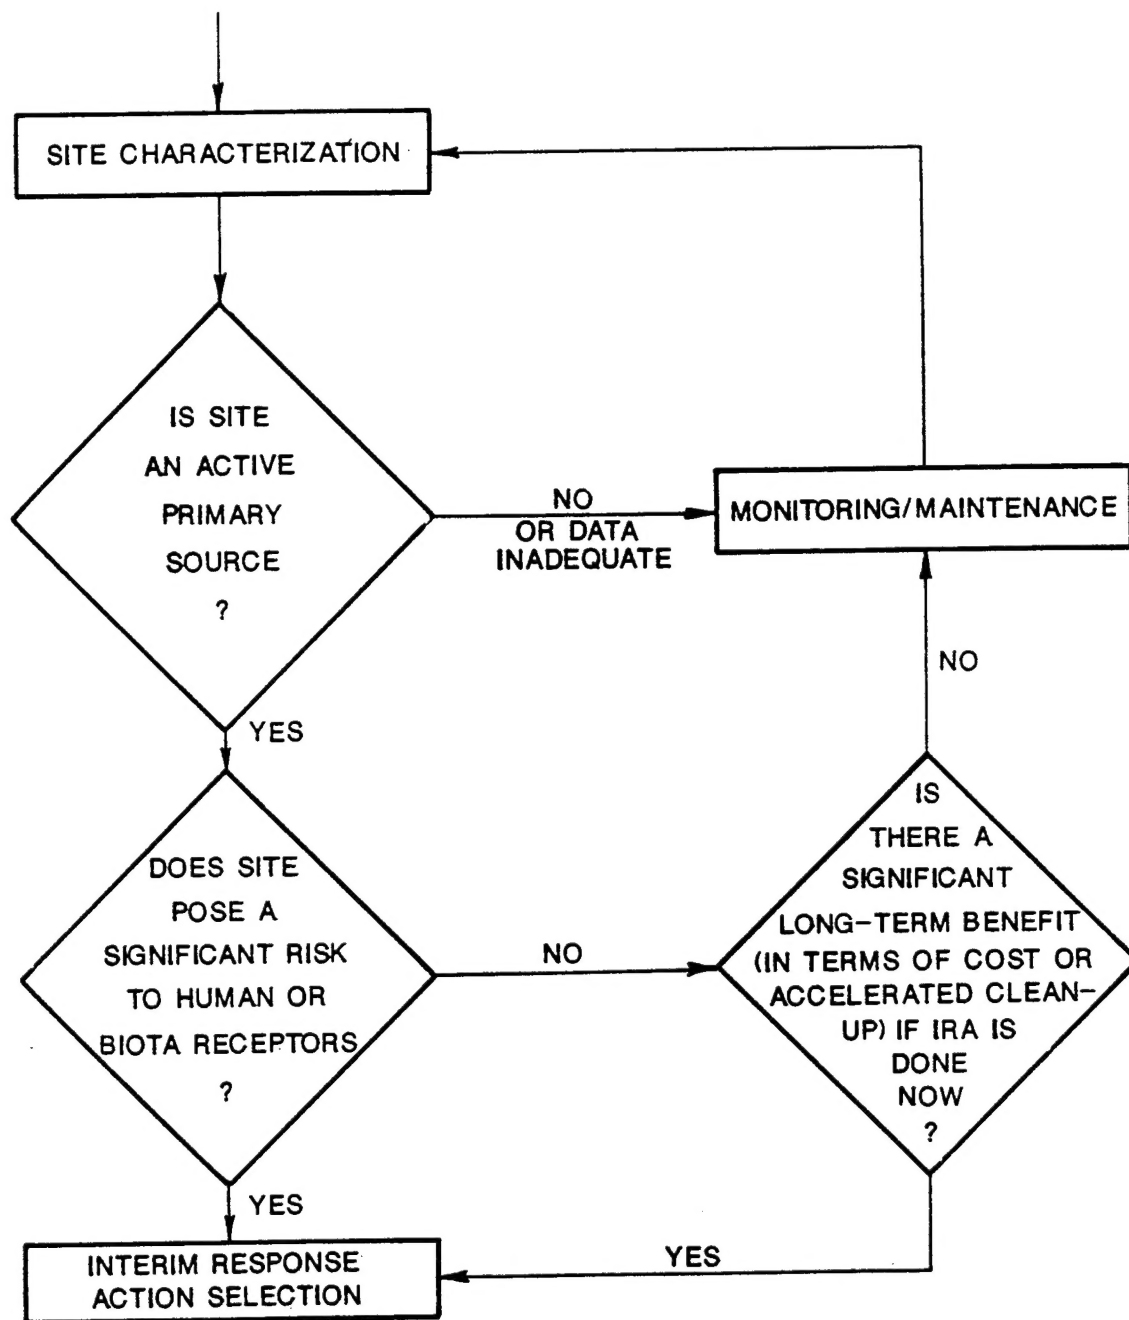 SITE CHARACTERIZATION
IS SITE
AN ACTIVE
PRIMARY
SOURCE
?
NO
OR DATA
INADEQUATE
MONITORING/MAINTENANCE
YES
NO
DOES SITE
POSE A
SIGNIFICANT RISK
TO HUMAN OR
BIOTA RECEPTORS
?
NO
IS
THERE A
SIGNIFICANT
LONG-TERM BENEFIT
(IN TERMS OF COST OR
ACCELERATED CLEAN-
UP) IF IRA IS
DONE
NOW
?
YES
YES
INTERIM RESPONSE
ACTION SELECTION